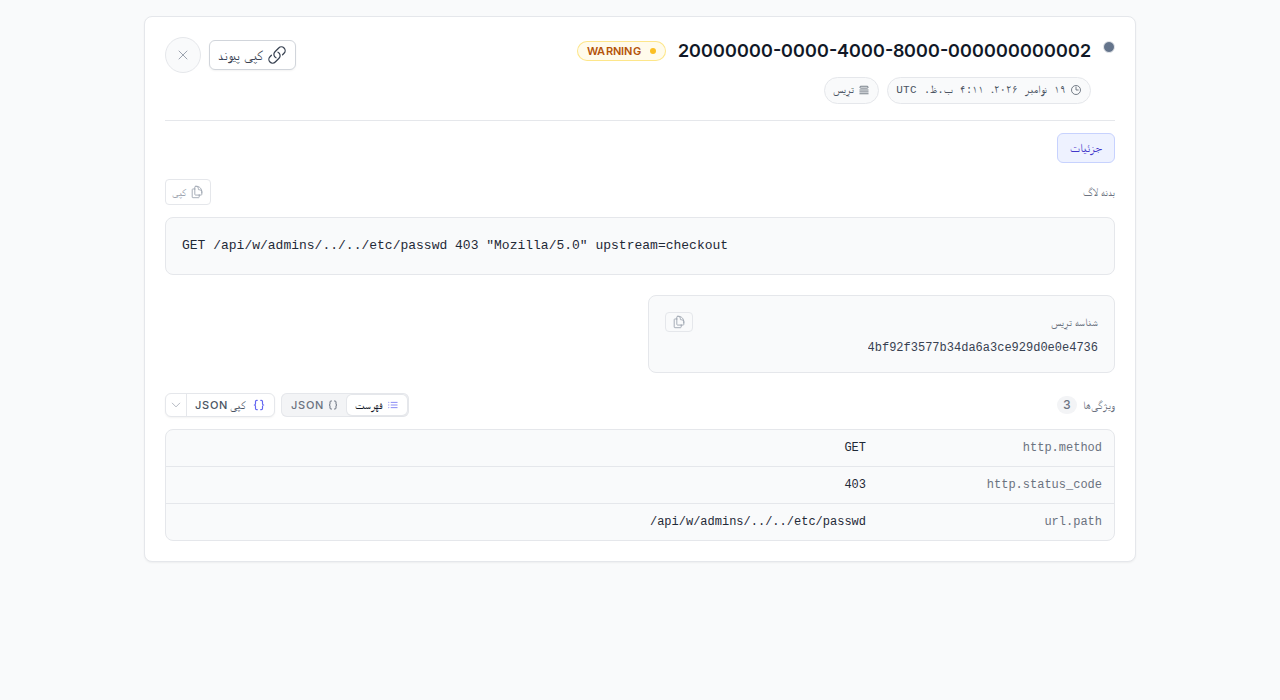 20000000-0000-4000-8000-000000000002 WARNING کپی پیوند
۱۹ نوامبر ۲۰۲۶، ۴:۱۱ ب.ظ. UTC تریس
جزئیات
بدنه لاگ کپی
GET /api/w/admins/../../etc/passwd 403 "Mozilla/5.0" upstream=checkout
شناسه تریس
4bf92f3577b34da6a3ce929d0e0e4736
ویژگی‌ها 3 فهرست JSON کپی JSON
http.method GET
http.status_code 403
url.path /api/w/admins/../../etc/passwd